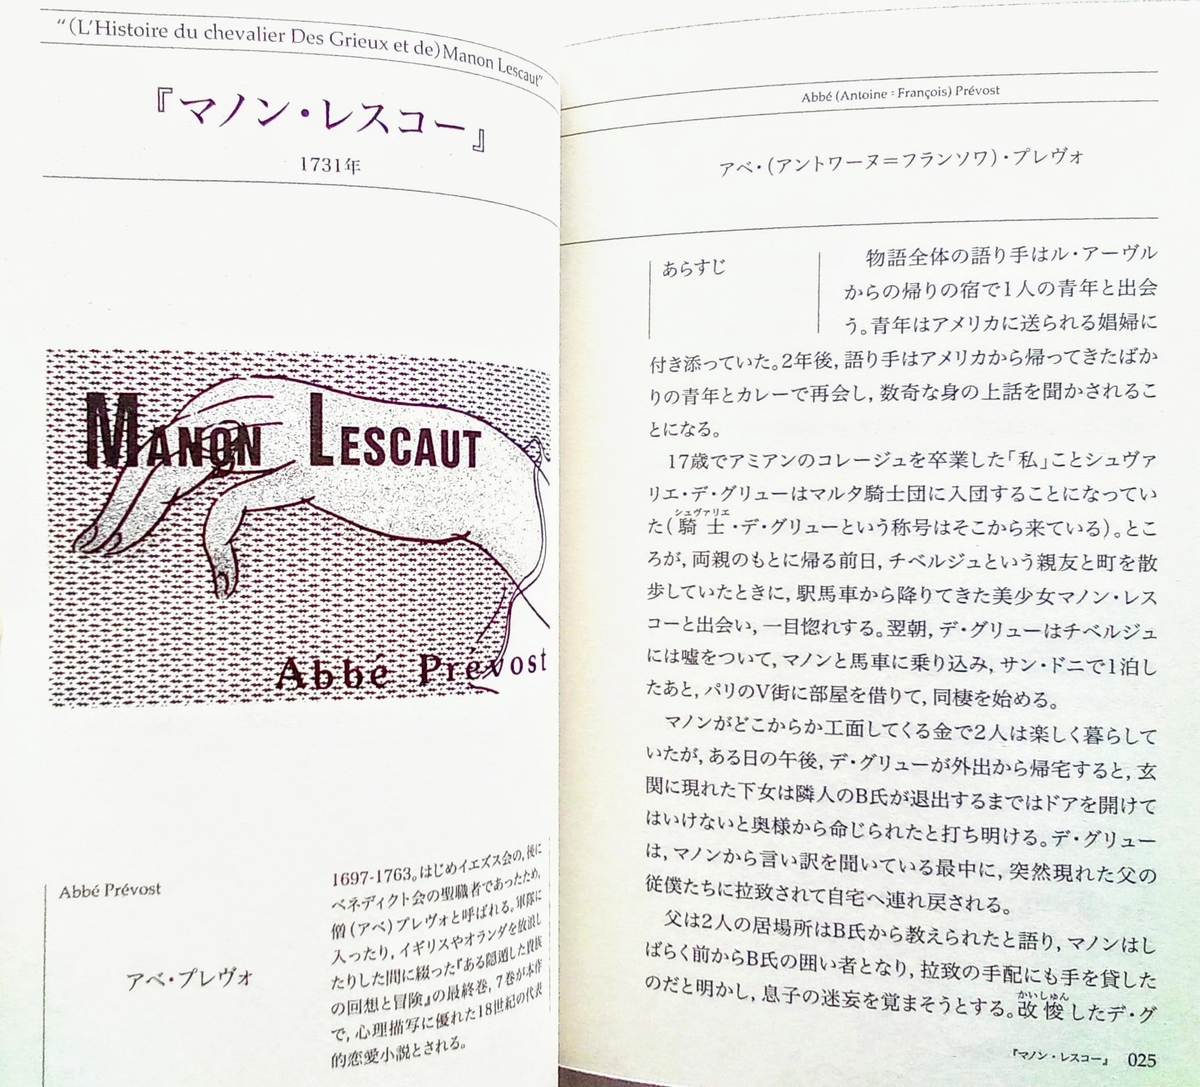 “(L'Histoire du chevalier Des Grieux et de)Manon Lescaut”
『マノン・レスコー』
1731年
MANON LESCAUT
Abbé Prévost
Abbé Prévost
アベ・プレヴォ
1697-1763。はじめイエズス会の,後に
ベネディクト会の聖職者であったため,
僧(アベ)プレヴォと呼ばれる。軍隊に
入ったり,イギリスやオランダを放浪し
たりした間に綴った『ある隠遁した貴族
の回想と冒険』の最終巻,7巻が本作
で,心理描写に優れた18世紀の代表
的恋愛小説とされる。
Abbé (Antoine=François) Prévost
アベ・(アントワーヌ=フランソワ)・プレヴォ
あらすじ
物語全体の語り手はル・アーヴル
からの帰りの宿で1人の青年と出会
う。青年はアメリカに送られる娼婦に
付き添っていた。2年後,語り手はアメリカから帰ってきたばか
りの青年とカレーで再会し,数奇な身の上話を聞かされるこ
とになる。
17歳でアミアンのコレージュを卒業した「私」ことシュヴァ
リエ・デ・グリューはマルタ騎士団に入団することになってい
シュヴァリエ
た(騎士・デ・グリューという称号はそこから来ている)。とこ
ろが,両親のもとに帰る前日,チベルジュという親友と町を散
歩していたときに,駅馬車から降りてきた美少女マノン・レス
コーと出会い,一目惚れする。翌朝,デ・グリューはチベルジュ
には嘘をついて,マノンと馬車に乗り込み,サン・ドニで1泊し
たあと,パリのV街に部屋を借りて,同棲を始める。
マノンがどこからか工面してくる金で2人は楽しく暮らして
いたが,ある日の午後,デ・グリューが外出から帰宅すると,玄
関に現れた下女は隣人のB氏が退出するまではドアを開けて
はいけないと奥様から命じられたと打ち明ける。デ・グリュー
は,マノンから言い訳を聞いている最中に,突然現れた父の
従僕たちに拉致されて自宅へ連れ戻される。
父は2人の居場所はB氏から教えられたと語り,マノンはし
ばらく前からB氏の囲い者となり,拉致の手配にも手を貸した
かいしゅん
のだと明かし,息子の迷妄を覚まそうとする。改悛したデ・グ
『マノン・レスコー』 025